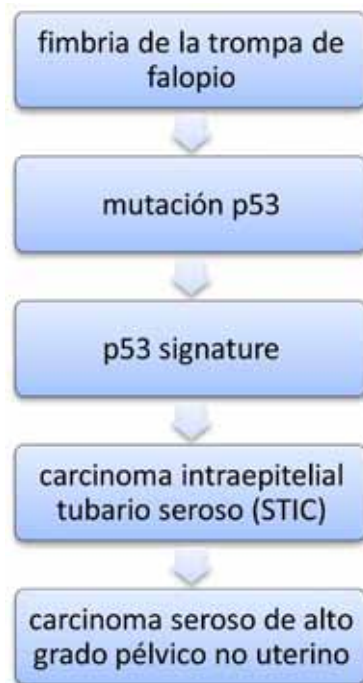 fimbria de la trompa de
falopio
mutación p53
p53 signature
carcinoma intraepitelial
tubario seroso (STIC)
carcinoma seroso de alto
grado pélvico no uterino